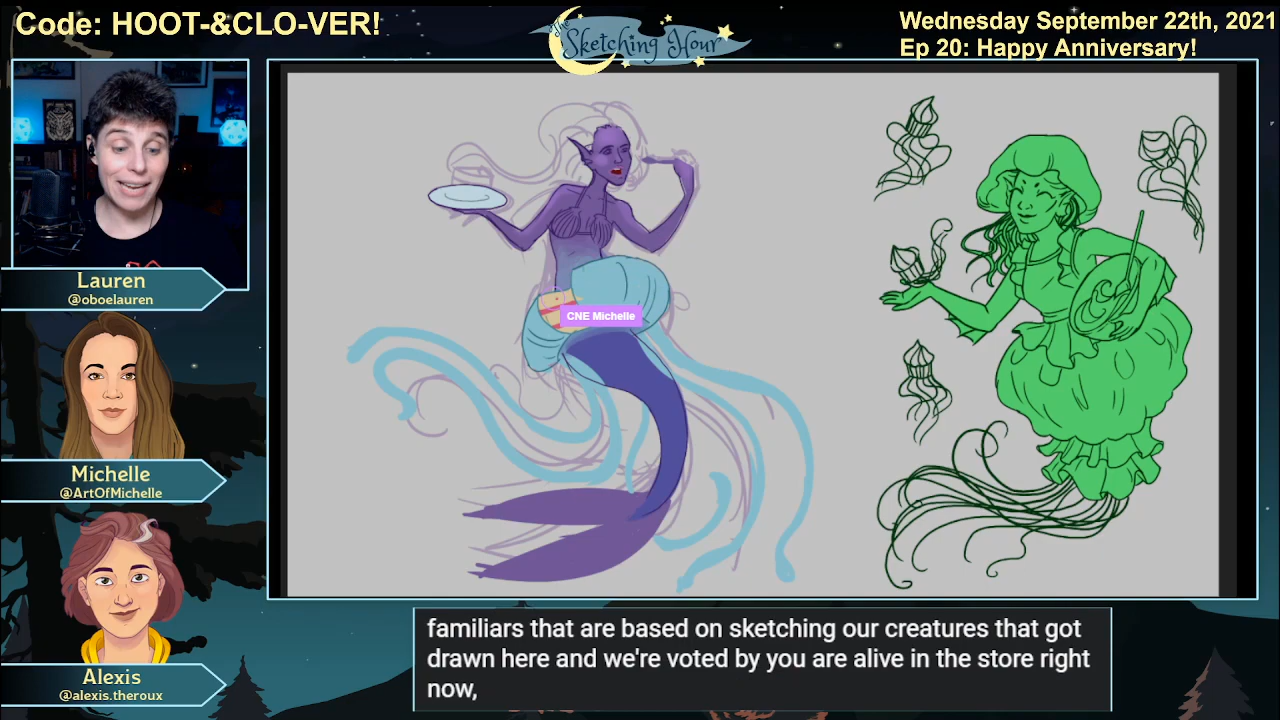 Code: HOOT-&CLO-VER!
The
Sketching Hour
Wednesday September 22th, 2021
Ep 20: Happy Anniversary!
Lauren
@oboelauren
CNE Michelle
Michelle
@ArtOfMichelle
Alexis
@alexis.theroux
familiars that are based on sketching our creatures that got
drawn here and we're voted by you are alive in the store right
now,